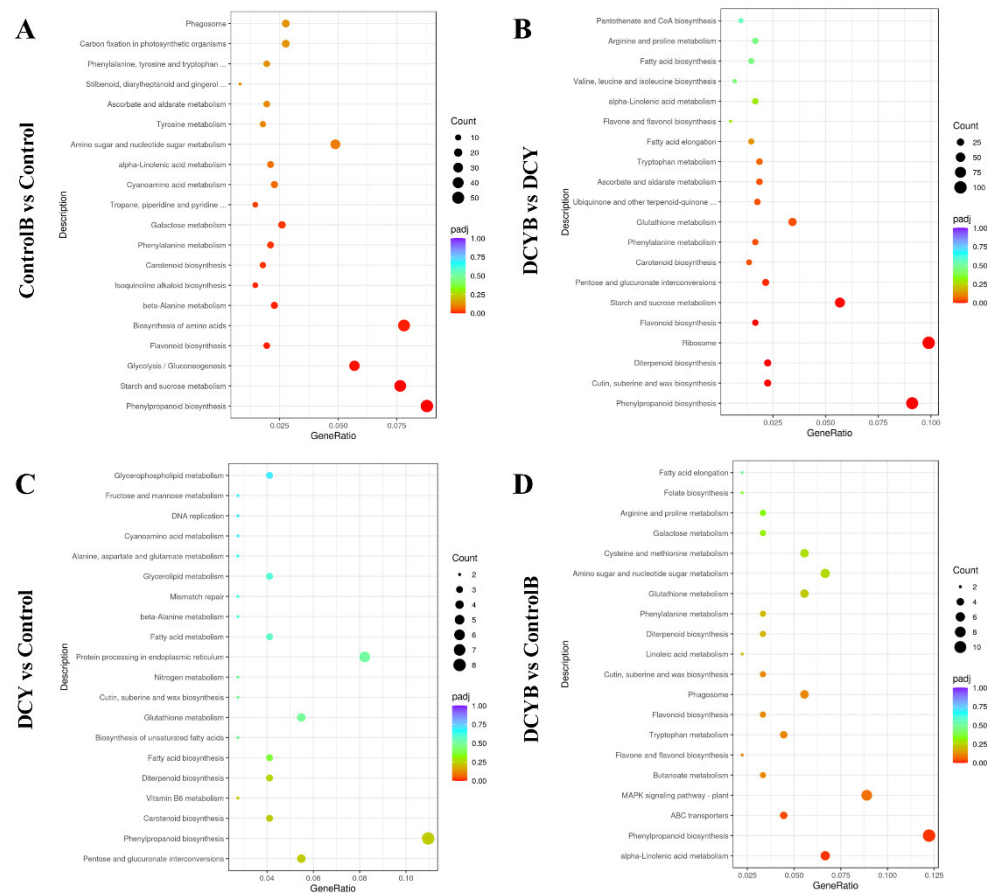 A
ControlB vs Control
Description
Phagosome
Carbon fixation in photosynthetic organisms
Phenylalanine, tyrosine and tryptophan ...
Stilbenoid, diarylheptanoid and gingerol ...
Ascorbate and aldarate metabolism
Tyrosine metabolism
Amino sugar and nucleotide sugar metabolism
alpha-Linolenic acid metabolism
Cyanoamino acid metabolism
Tropane, piperidine and pyridine ...
Galactose metabolism
Phenylalanine metabolism
Carotenoid biosynthesis
Isoquinoline alkaloid biosynthesis
beta-Alanine metabolism
Biosynthesis of amino acids
Flavonoid biosynthesis
Glycolysis / Gluconeogenesis
Starch and sucrose metabolism
Phenylpropanoid biosynthesis
0.025 0.050 0.075
GeneRatio
Count
10
20
30
40
50
padj
1.00
0.75
0.50
0.25
0.00
B
DCYB vs DCY
Description
Pantothenate and CoA biosynthesis
Arginine and proline metabolism
Fatty acid biosynthesis
Valine, leucine and isoleucine biosynthesis
alpha-Linolenic acid metabolism
Flavone and flavonol biosynthesis
Fatty acid elongation
Tryptophan metabolism
Ascorbate and aldarate metabolism
Ubiquinone and other terpenoid-quinone ...
Glutathione metabolism
Phenylalanine metabolism
Carotenoid biosynthesis
Pentose and glucuronate interconversions
Starch and sucrose metabolism
Flavonoid biosynthesis
Ribosome
Diterpenoid biosynthesis
Cutin, suberine and wax biosynthesis
Phenylpropanoid biosynthesis
0.025 0.050 0.075 0.100
GeneRatio
Count
25
50
75
100
padj
1.00
0.75
0.50
0.25
0.00
C
DCY vs Control
Description
Glycerophospholipid metabolism
Fructose and mannose metabolism
DNA replication
Cyanoamino acid metabolism
Alanine, aspartate and glutamate metabolism
Glycerolipid metabolism
Mismatch repair
beta-Alanine metabolism
Fatty acid metabolism
Protein processing in endoplasmic reticulum
Nitrogen metabolism
Cutin, suberine and wax biosynthesis
Glutathione metabolism
Biosynthesis of unsaturated fatty acids
Fatty acid biosynthesis
Diterpenoid biosynthesis
Vitamin B6 metabolism
Carotenoid biosynthesis
Phenylpropanoid biosynthesis
Pentose and glucuronate interconversions
0.04 0.06 0.08 0.10
GeneRatio
Count
2
3
4
5
6
7
8
padj
1.00
0.75
0.50
0.25
0.00
D
DCYB vs ControlB
Description
Fatty acid elongation
Folate biosynthesis
Arginine and proline metabolism
Galactose metabolism
Cysteine and methionine metabolism
Amino sugar and nucleotide sugar metabolism
Glutathione metabolism
Phenylalanine metabolism
Diterpenoid biosynthesis
Linoleic acid metabolism
Cutin, suberine and wax biosynthesis
Phagosome
Flavonoid biosynthesis
Tryptophan metabolism
Flavone and flavonol biosynthesis
Butanoate metabolism
MAPK signaling pathway - plant
ABC transporters
Phenylpropanoid biosynthesis
alpha-Linolenic acid metabolism
0.025 0.050 0.075 0.100 0.125
GeneRatio
Count
2
4
6
8
10
padj
1.00
0.75
0.50
0.25
0.00